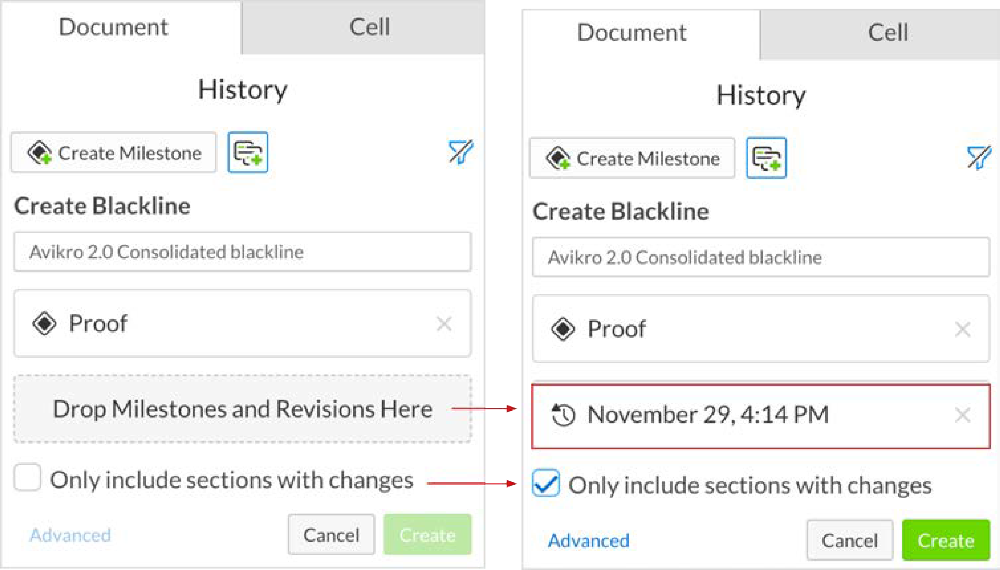 Document
Cell
History
Create Milestone
Create Blackline
Avikro 2.0 Consolidated blackline
Proof
Drop Milestones and Revisions Here
Only include sections with changes
Advanced
Cancel
Create
Document
Cell
History
Create Milestone
Create Blackline
Avikro 2.0 Consolidated blackline
Proof
November 29, 4:14 PM
Only include sections with changes
Advanced
Cancel
Create